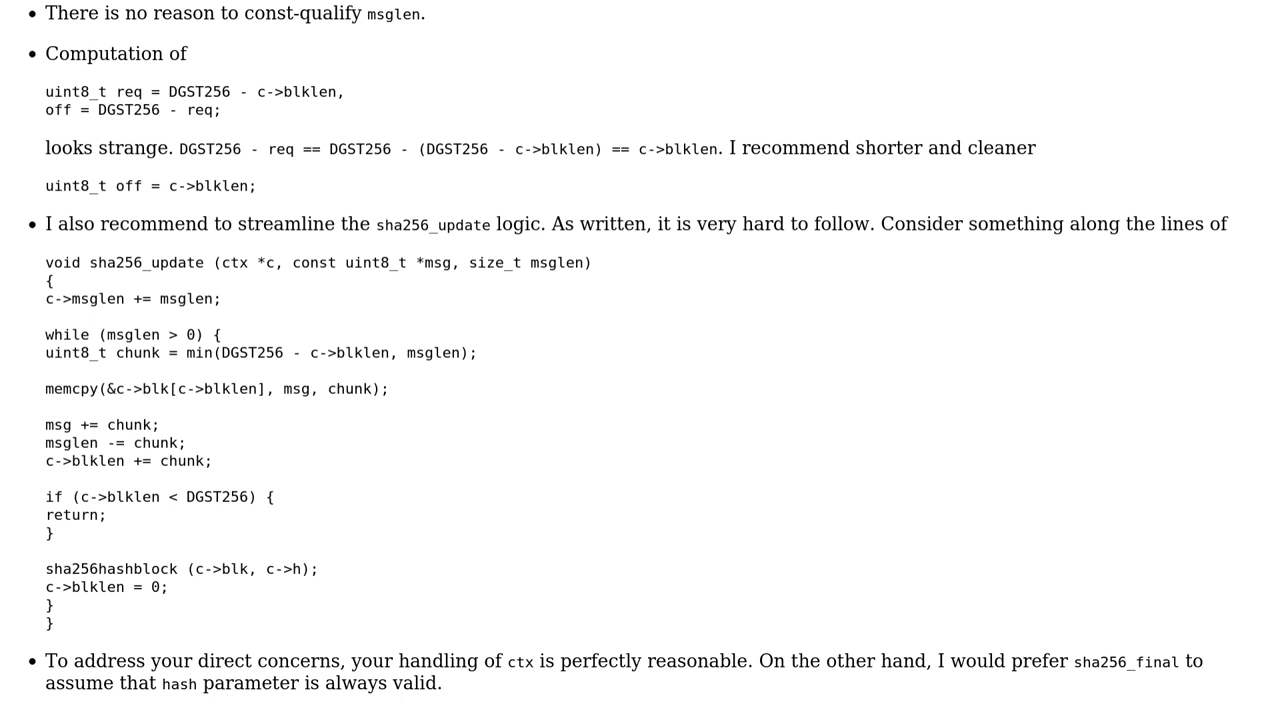 • There is no reason to const-qualify msglen.
• Computation of
uint8_t req = DGST256 - c->blklen,
off = DGST256 - req;
looks strange. DGST256 - req == DGST256 - (DGST256 - c->blklen) == c->blklen. I recommend shorter and cleaner
uint8_t off = c->blklen;
• I also recommend to streamline the sha256_update logic. As written, it is very hard to follow. Consider something along the lines of
void sha256_update (ctx *c, const uint8_t *msg, size_t msglen)
{
c->msglen += msglen;
while (msglen > 0) {
uint8_t chunk = min(DGST256 - c->blklen, msglen);
memcpy(&c->blk[c->blklen], msg, chunk);
msg += chunk;
msglen -= chunk;
c->blklen += chunk;
if (c->blklen < DGST256) {
return;
}
sha256hashblock (c->blk, c->h);
c->blklen = 0;
}
}
• To address your direct concerns, your handling of ctx is perfectly reasonable. On the other hand, I would prefer sha256_final to
assume that hash parameter is always valid.